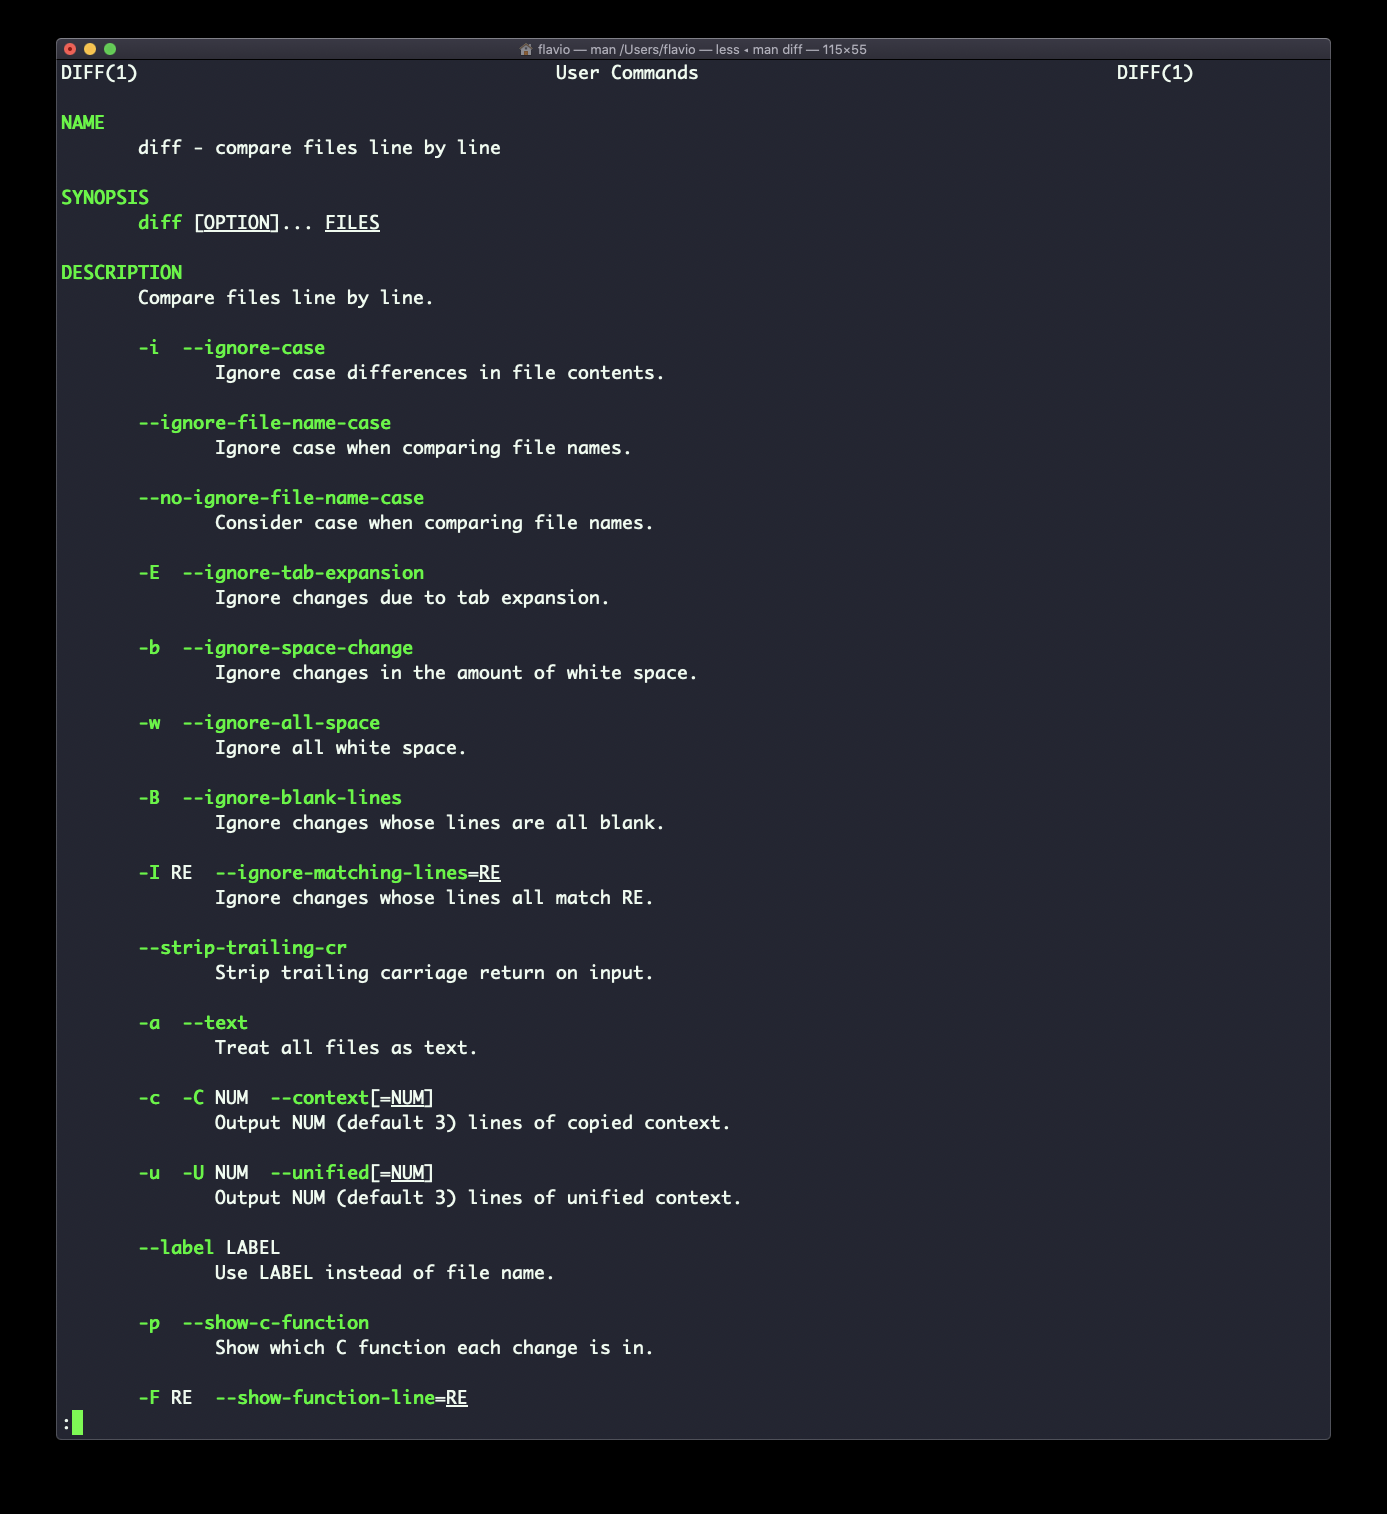 flavio — man /Users/flavio — less ◂ man diff — 115×55
DIFF(1) User Commands DIFF(1)
NAME
diff - compare files line by line
SYNOPSIS
diff [OPTION]... FILES
DESCRIPTION
Compare files line by line.
-i  --ignore-case
Ignore case differences in file contents.
--ignore-file-name-case
Ignore case when comparing file names.
--no-ignore-file-name-case
Consider case when comparing file names.
-E  --ignore-tab-expansion
Ignore changes due to tab expansion.
-b  --ignore-space-change
Ignore changes in the amount of white space.
-w  --ignore-all-space
Ignore all white space.
-B  --ignore-blank-lines
Ignore changes whose lines are all blank.
-I RE  --ignore-matching-lines=RE
Ignore changes whose lines all match RE.
--strip-trailing-cr
Strip trailing carriage return on input.
-a  --text
Treat all files as text.
-c  -C NUM  --context[=NUM]
Output NUM (default 3) lines of copied context.
-u  -U NUM  --unified[=NUM]
Output NUM (default 3) lines of unified context.
--label LABEL
Use LABEL instead of file name.
-p  --show-c-function
Show which C function each change is in.
-F RE  --show-function-line=RE
: